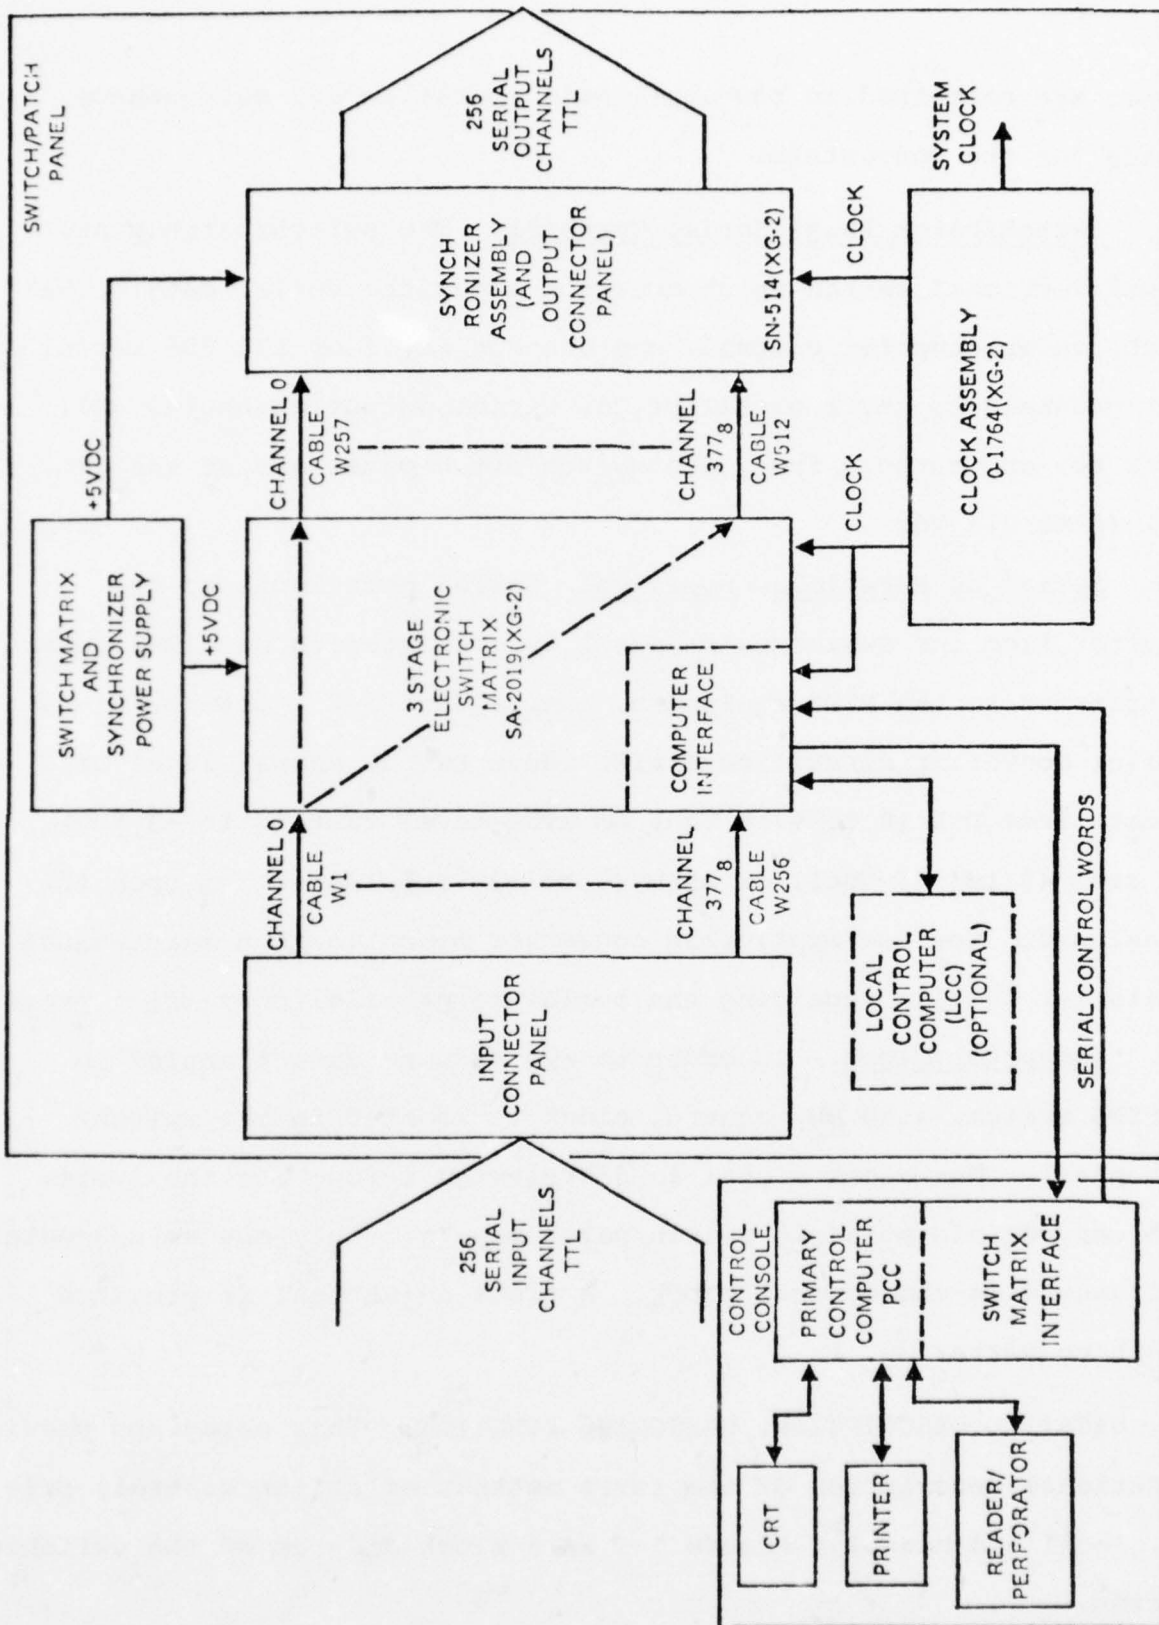 SWITCH/PATCH
PANEL
SWITCH MATRIX
AND
SYNCHRONIZER
POWER SUPPLY
+5VDC
+5VDC
256
SERIAL
INPUT
CHANNELS
TTL
INPUT
CONNECTOR
PANEL
CHANNEL 0
CABLE
W1
CHANNEL
377₈
CABLE
W256
3 STAGE
ELECTRONIC
SWITCH
MATRIX
SA-2019(XG-2)
COMPUTER
INTERFACE
CHANNEL 0
CABLE
W257
CHANNEL
377₈
CABLE
W512
SYNCH
RONIZER
ASSEMBLY
(AND
OUTPUT
CONNECTOR
PANEL)
SN-514(XG-2)
256
SERIAL
OUTPUT
CHANNELS
TTL
CLOCK
CLOCK
SYSTEM
CLOCK
CLOCK ASSEMBLY
0-1764(XG-2)
LOCAL
CONTROL
COMPUTER
(LCC)
(OPTIONAL)
SERIAL CONTROL WORDS
CONTROL
CONSOLE
PRIMARY
CONTROL
COMPUTER
PCC
SWITCH
MATRIX
INTERFACE
CRT
PRINTER
READER/
PERFORATOR